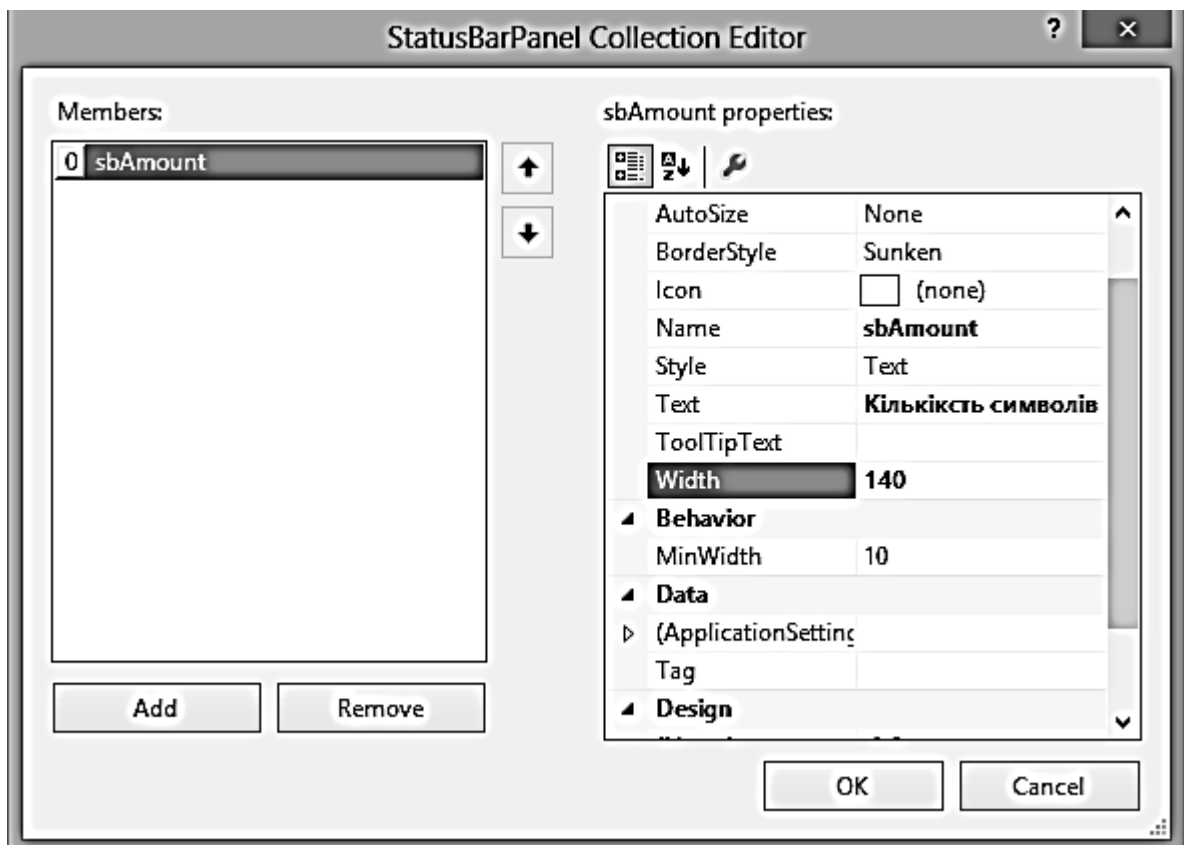 StatusBarPanel Collection Editor ? ×
Members:
0 sbAmount
Add Remove
sbAmount properties:
AutoSize None
BorderStyle Sunken
Icon (none)
Name sbAmount
Style Text
Text Кількіксть символів
ToolTipText
Width 140
Behavior
MinWidth 10
Data
(ApplicationSetting
Tag
Design
OK Cancel